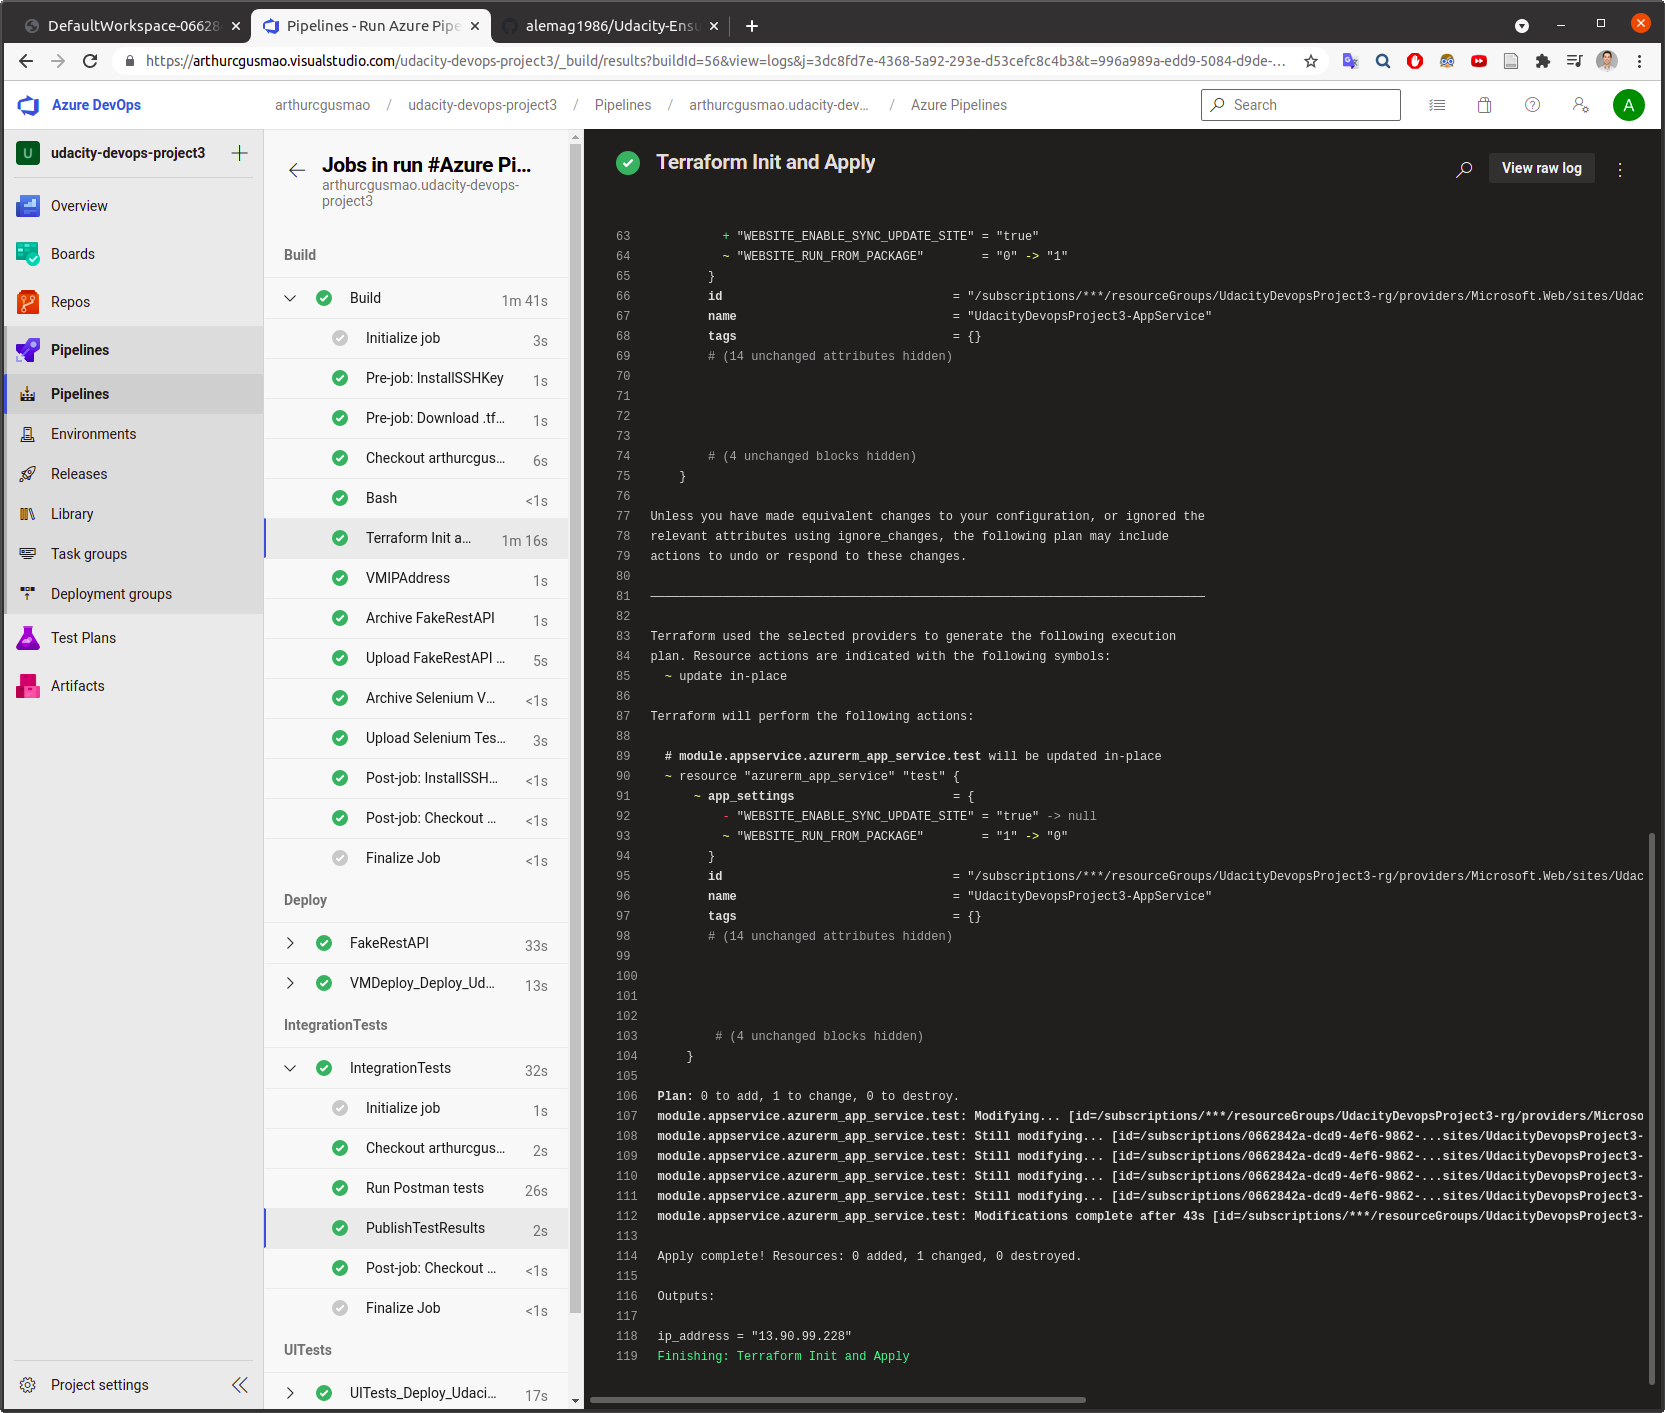 DefaultWorkspace-06628
Pipelines - Run Azure Pipe
alemag1986/Udacity-Ensu
https://arthurcgusmao.visualstudio.com/udacity-devops-project3/_build/results?buildId=56&view=logs&j=3dc8fd7e-4368-5a92-293e-d53cefc8c4b3&t=996a989a-edd9-5084-d9de-...
Azure DevOps
arthurcgusmao / udacity-devops-project3 / Pipelines / arthurcgusmao.udacity-dev... / Azure Pipelines
Search
A
U udacity-devops-project3
Overview
Boards
Repos
Pipelines
Pipelines
Environments
Releases
Library
Task groups
Deployment groups
Test Plans
Artifacts
Project settings
Jobs in run #Azure Pi...
arthurcgusmao.udacity-devops-
project3
Build
Build 1m 41s
Initialize job 3s
Pre-job: InstallSSHKey 1s
Pre-job: Download .tf... 1s
Checkout arthurcgus... 6s
Bash <1s
Terraform Init a... 1m 16s
VMIPAddress 1s
Archive FakeRestAPI 1s
Upload FakeRestAPI ... 5s
Archive Selenium V... <1s
Upload Selenium Tes... 3s
Post-job: InstallSSH... <1s
Post-job: Checkout ... <1s
Finalize Job <1s
Deploy
FakeRestAPI 33s
VMDeploy_Deploy_Ud... 13s
IntegrationTests
IntegrationTests 32s
Initialize job 1s
Checkout arthurcgus... 2s
Run Postman tests 26s
PublishTestResults 2s
Post-job: Checkout ... <1s
Finalize Job <1s
UITests
UITests_Deploy_Udaci... 17s
Terraform Init and Apply
View raw log
63 + "WEBSITE_ENABLE_SYNC_UPDATE_SITE" = "true"
64 ~ "WEBSITE_RUN_FROM_PACKAGE" = "0" -> "1"
65 }
66 id = "/subscriptions/***/resourceGroups/UdacityDevopsProject3-rg/providers/Microsoft.Web/sites/Udac
67 name = "UdacityDevopsProject3-AppService"
68 tags = {}
69 # (14 unchanged attributes hidden)
70
71
72
73
74 # (4 unchanged blocks hidden)
75 }
76
77 Unless you have made equivalent changes to your configuration, or ignored the
78 relevant attributes using ignore_changes, the following plan may include
79 actions to undo or respond to these changes.
80
81 ─────────────────────────────────────────────────────────────────────────────
82
83 Terraform used the selected providers to generate the following execution
84 plan. Resource actions are indicated with the following symbols:
85 ~ update in-place
86
87 Terraform will perform the following actions:
88
89 # module.appservice.azurerm_app_service.test will be updated in-place
90 ~ resource "azurerm_app_service" "test" {
91 ~ app_settings = {
92 - "WEBSITE_ENABLE_SYNC_UPDATE_SITE" = "true" -> null
93 ~ "WEBSITE_RUN_FROM_PACKAGE" = "1" -> "0"
94 }
95 id = "/subscriptions/***/resourceGroups/UdacityDevopsProject3-rg/providers/Microsoft.Web/sites/Udac
96 name = "UdacityDevopsProject3-AppService"
97 tags = {}
98 # (14 unchanged attributes hidden)
99
100
101
102
103 # (4 unchanged blocks hidden)
104 }
105
106 Plan: 0 to add, 1 to change, 0 to destroy.
107 module.appservice.azurerm_app_service.test: Modifying... [id=/subscriptions/***/resourceGroups/UdacityDevopsProject3-rg/providers/Microso
108 module.appservice.azurerm_app_service.test: Still modifying... [id=/subscriptions/0662842a-dcd9-4ef6-9862-...sites/UdacityDevopsProject3-
109 module.appservice.azurerm_app_service.test: Still modifying... [id=/subscriptions/0662842a-dcd9-4ef6-9862-...sites/UdacityDevopsProject3-
110 module.appservice.azurerm_app_service.test: Still modifying... [id=/subscriptions/0662842a-dcd9-4ef6-9862-...sites/UdacityDevopsProject3-
111 module.appservice.azurerm_app_service.test: Still modifying... [id=/subscriptions/0662842a-dcd9-4ef6-9862-...sites/UdacityDevopsProject3-
112 module.appservice.azurerm_app_service.test: Modifications complete after 43s [id=/subscriptions/***/resourceGroups/UdacityDevopsProject3-
113
114 Apply complete! Resources: 0 added, 1 changed, 0 destroyed.
115
116 Outputs:
117
118 ip_address = "13.90.99.228"
119 Finishing: Terraform Init and Apply